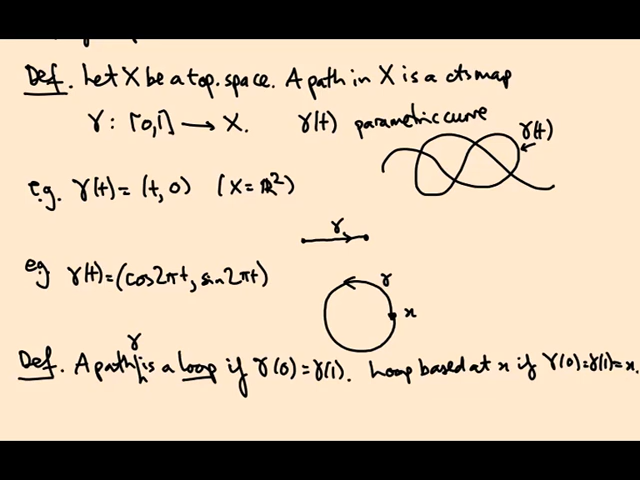 Def. Let X be a top. space. A path in X is a cts map
γ : [0,1] → X. γ(t) parametric curve
γ(t)
e.g. γ(t) = (t, 0) (X = ℝ²)
γ
eg γ(t) = (cos 2πt, sin 2πt)
γ
x
γ
Def. A path is a loop if γ(0) = γ(1). Loop based at x if γ(0) = γ(1) = x.